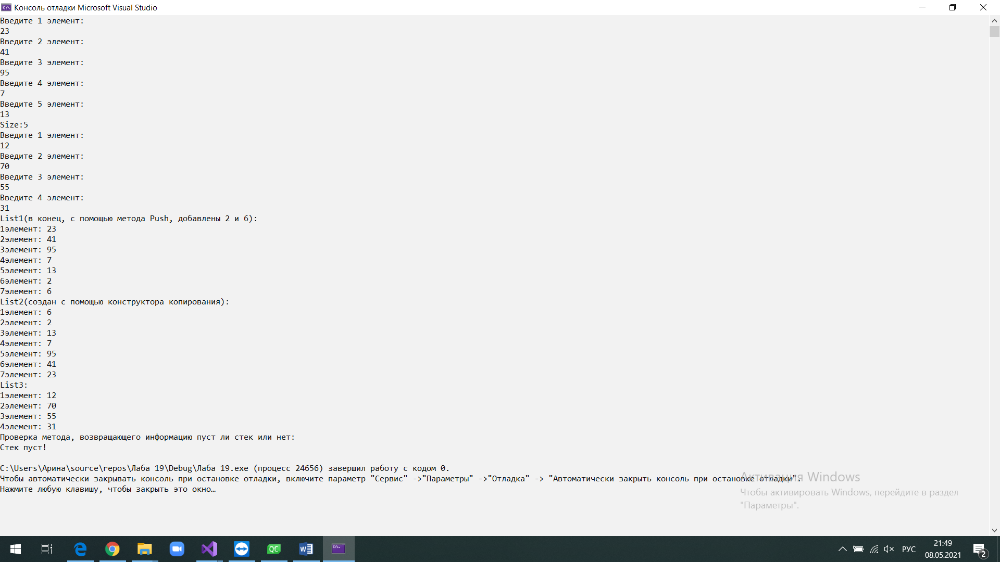 Консоль отладки Microsoft Visual Studio
Введите 1 элемент:
23
Введите 2 элемент:
41
Введите 3 элемент:
95
Введите 4 элемент:
7
Введите 5 элемент:
13
Size:5
Введите 1 элемент:
12
Введите 2 элемент:
70
Введите 3 элемент:
55
Введите 4 элемент:
31
List1(в конец, с помощью метода Push, добавлены 2 и 6):
1элемент: 23
2элемент: 41
3элемент: 95
4элемент: 7
5элемент: 13
6элемент: 2
7элемент: 6
List2(создан с помощью конструктора копирования):
1элемент: 6
2элемент: 2
3элемент: 13
4элемент: 7
5элемент: 95
6элемент: 41
7элемент: 23
List3:
1элемент: 12
2элемент: 70
3элемент: 55
4элемент: 31
Проверка метода, возвращающего информацию пуст ли стек или нет:
Стек пуст!
C:\Users\Арина\source\repos\Лаба 19\Debug\Лаба 19.exe (процесс 24656) завершил работу с кодом 0.
Чтобы автоматически закрывать консоль при остановке отладки, включите параметр "Сервис" ->"Параметры" ->"Отладка" -> "Автоматически закрыть консоль при остановке отладки".
Нажмите любую клавишу, чтобы закрыть это окно…
Активация Windows
Чтобы активировать Windows, перейдите в раздел
"Параметры".
QC
РУС
21:49
08.05.2021
2